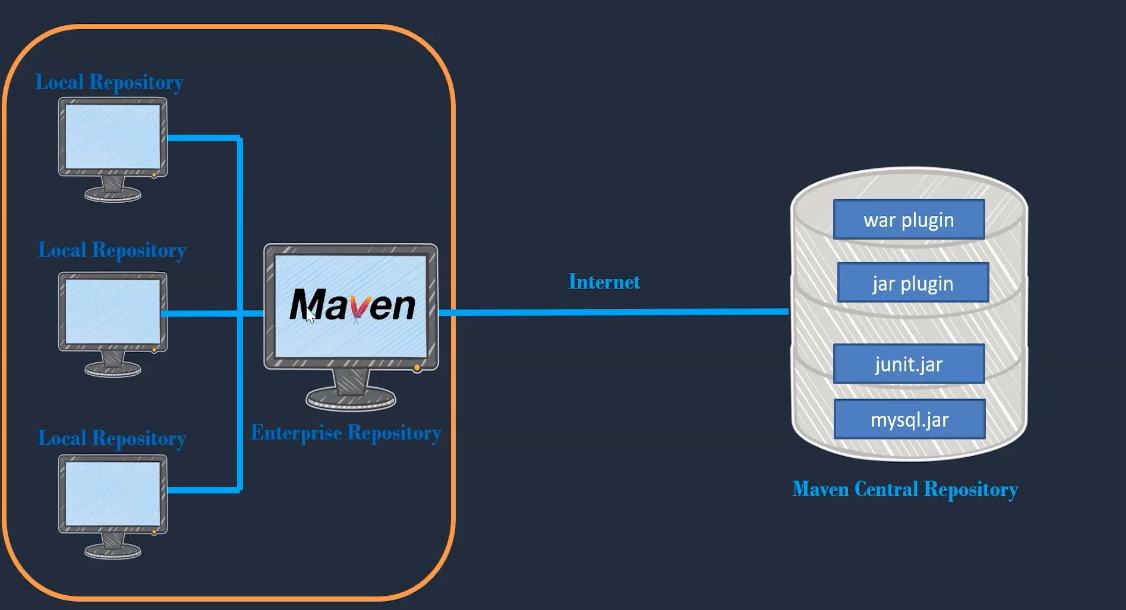 Local Repository
Local Repository
Maven
Internet
Local Repository
Enterprise Repository
war plugin
jar plugin
junit.jar
mysql.jar
Maven Central Repository